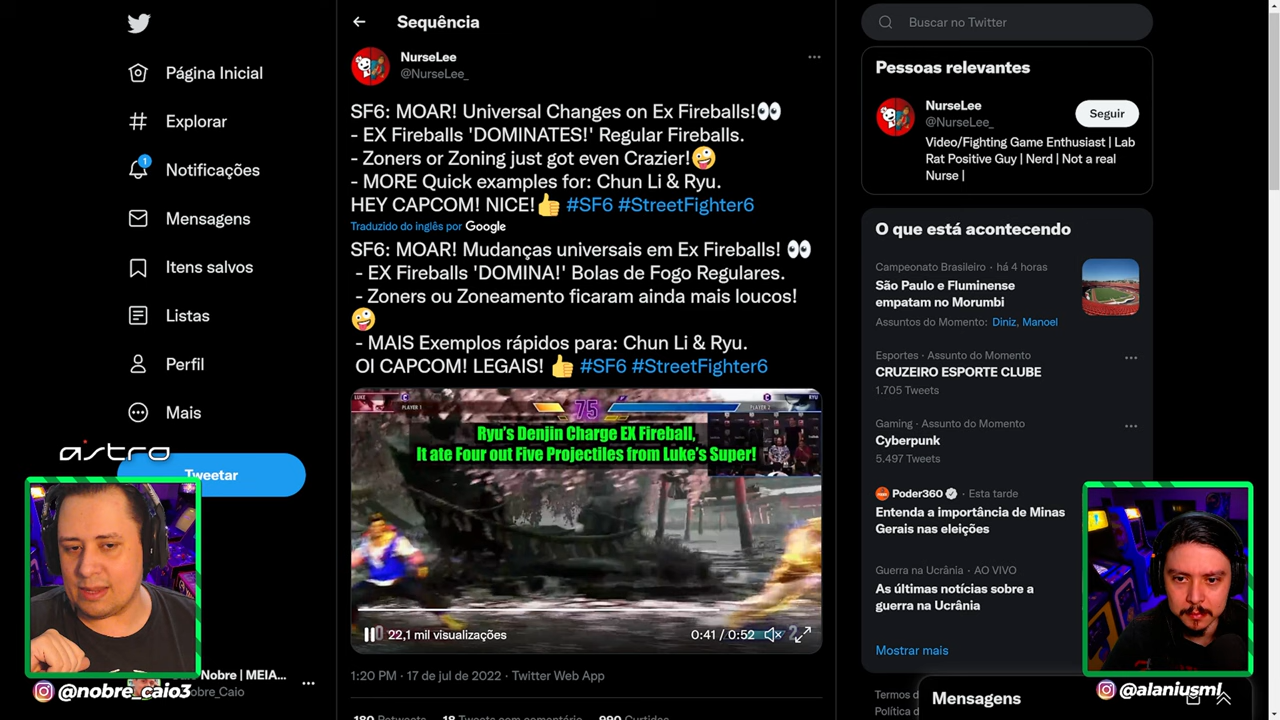 Sequência
Buscar no Twitter
Página Inicial
Explorar
1
Notificações
Mensagens
Itens salvos
Listas
Perfil
Mais
astro
Tweetar
NurseLee
@NurseLee_
SF6: MOAR! Universal Changes on Ex Fireballs!👀
- EX Fireballs 'DOMINATES!' Regular Fireballs.
- Zoners or Zoning just got even Crazier!🤪
- MORE Quick examples for: Chun Li & Ryu.
HEY CAPCOM! NICE!👍 #SF6 #StreetFighter6
Traduzido do inglês por Google
SF6: MOAR! Mudanças universais em Ex Fireballs! 👀
- EX Fireballs 'DOMINA!' Bolas de Fogo Regulares.
- Zoners ou Zoneamento ficaram ainda mais loucos!
🤪
- MAIS Exemplos rápidos para: Chun Li & Ryu.
OI CAPCOM! LEGAIS! 👍 #SF6 #StreetFighter6
LUKE
PLAYER 1
75
PLAYER 2
RYU
Ryu's Denjin Charge EX Fireball,
It ate Four out Five Projectiles from Luke's Super!
22,1 mil visualizações
0:41 / 0:52
1:20 PM · 17 de jul de 2022 · Twitter Web App
180 Retweets 18 Tweets com comentário 990 Curtidas
Pessoas relevantes
NurseLee
@NurseLee_
Seguir
Video/Fighting Game Enthusiast | Lab
Rat Positive Guy | Nerd | Not a real
Nurse |
O que está acontecendo
Campeonato Brasileiro · há 4 horas
São Paulo e Fluminense
empatam no Morumbi
Assuntos do Momento: Diniz, Manoel
Esportes · Assunto do Momento
CRUZEIRO ESPORTE CLUBE
1.705 Tweets
Gaming · Assunto do Momento
Cyberpunk
5.497 Tweets
Poder360 · Esta tarde
Entenda a importância de Minas
Gerais nas eleições
Guerra na Ucrânia · AO VIVO
As últimas notícias sobre a
guerra na Ucrânia
Mostrar mais
Termos d
Política d
Mensagens
Nobre | MEIA...
obre_Caio
@nobre_caio3
@alaniusml